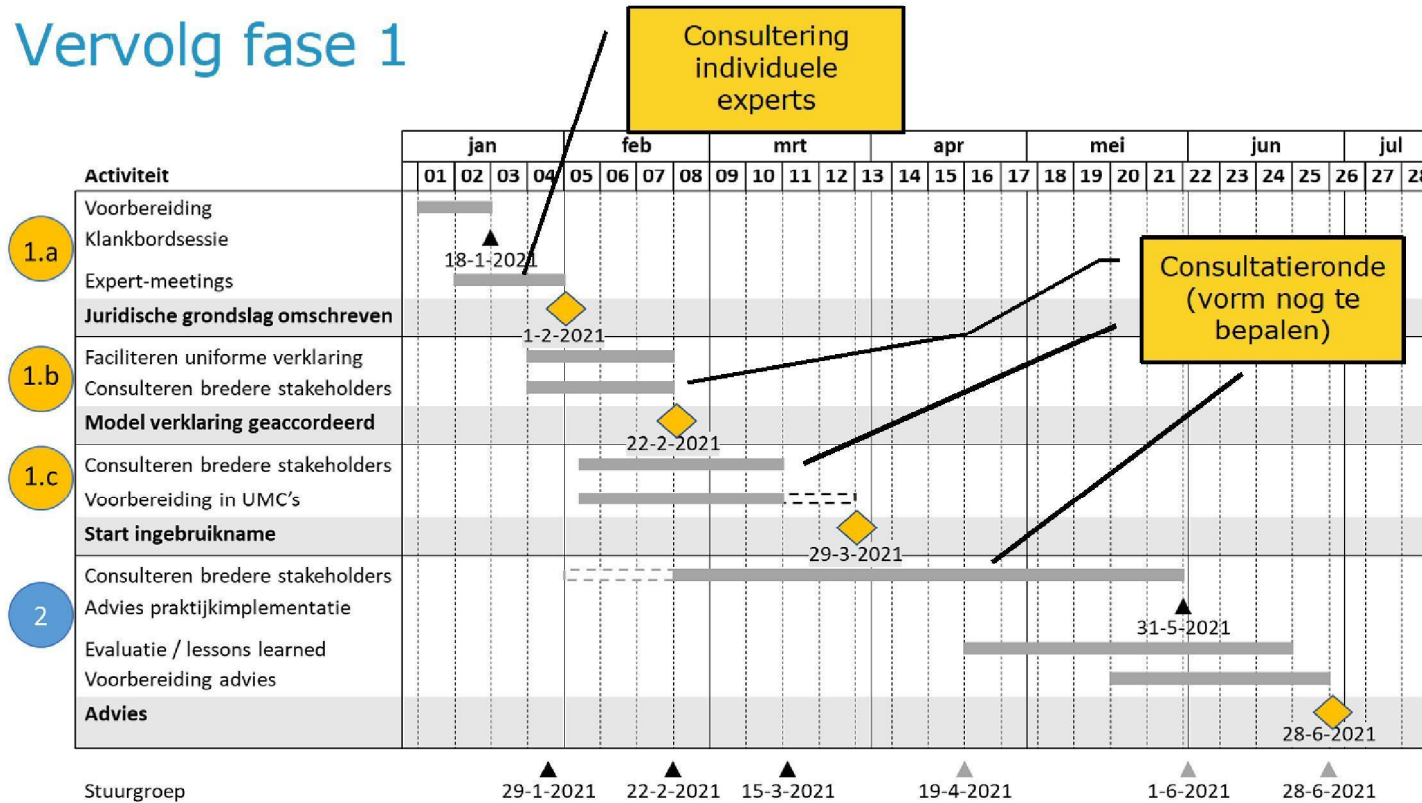 Vervolg fase 1
Consultering
individuele
experts
jan feb mrt apr mei jun jul
Activiteit 01 02 03 04 05 06 07 08 09 10 11 12 13 14 15 16 17 18 19 20 21 22 23 24 25 26 27 28
1.a
Voorbereiding
Klankbordsessie
18-1-2021
Expert-meetings
Juridische grondslag omschreven
1-2-2021
Consultatieronde
(vorm nog te
bepalen)
1.b
Faciliteren uniforme verklaring
Consulteren bredere stakeholders
Model verklaring geaccordeerd
22-2-2021
1.c
Consulteren bredere stakeholders
Voorbereiding in UMC's
Start ingebruikname
29-3-2021
2
Consulteren bredere stakeholders
Advies praktijkimplementatie
31-5-2021
Evaluatie / lessons learned
Voorbereiding advies
Advies
28-6-2021
Stuurgroep 29-1-2021 22-2-2021 15-3-2021 19-4-2021 1-6-2021 28-6-2021